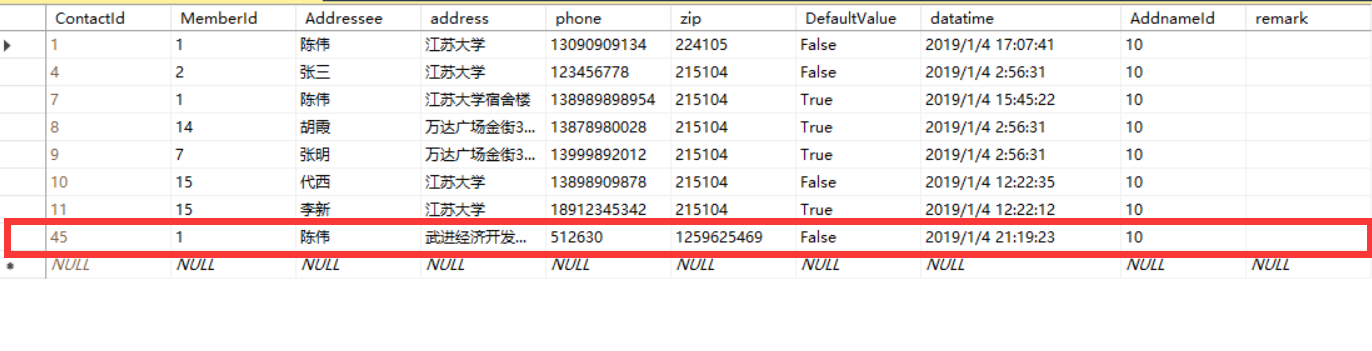 ContactId MemberId Addressee address phone zip DefaultValue datatime AddnameId remark
1 1 陈伟 江苏大学 13090909134 224105 False 2019/1/4 17:07:41 10
4 2 张三 江苏大学 123456778 215104 False 2019/1/4 2:56:31 10
7 1 陈伟 江苏大学宿舍楼 138989898954 215104 True 2019/1/4 15:45:22 10
8 14 胡霞 万达广场金街3... 13878980028 215104 True 2019/1/4 2:56:31 10
9 7 张明 万达广场金街3... 13999892012 215104 True 2019/1/4 2:56:31 10
10 15 代西 江苏大学 13898909878 215104 False 2019/1/4 12:22:35 10
11 15 李新 江苏大学 18912345342 215104 True 2019/1/4 12:22:12 10
45 1 陈伟 武进经济开发... 512630 1259625469 False 2019/1/4 21:19:23 10
NULL NULL NULL NULL NULL NULL NULL NULL NULL NULL